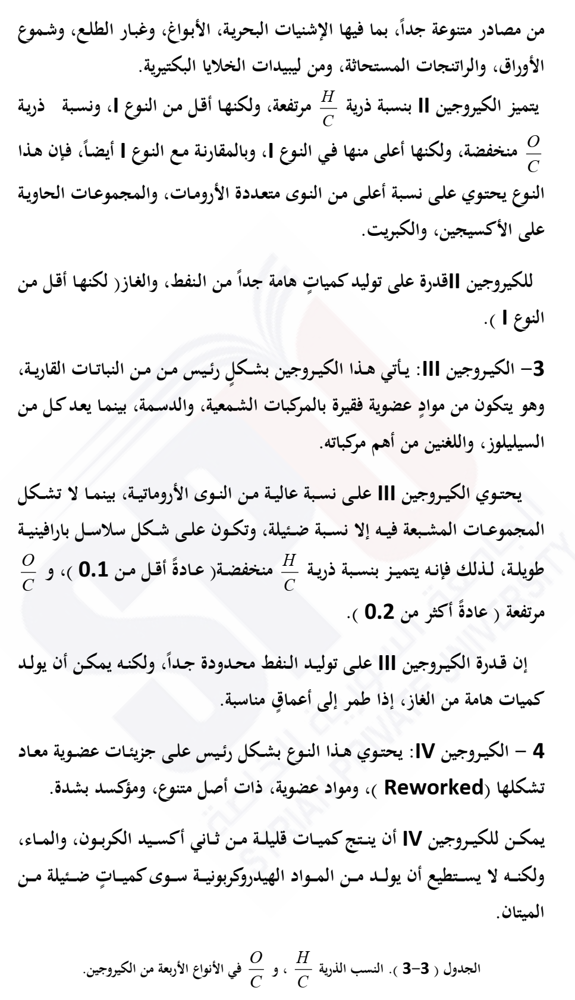 من مصادر متنوعة جداً، بما فيها الإشنيات البحرية، الأبواغ، وغبار الطلع، وشموع
الأوراق، والراتنجات المستحاثة، ومن ليبيدات الخلايا البكتيرية.
يتميز الكيروجين II بنسبة ذرية H/C مرتفعة، ولكنها أقل من النوع I، ونسبة ذرية
O/C منخفضة، ولكنها أعلى منها في النوع I، وبالمقارنة مع النوع I أيضاً، فإن هذا
النوع يحتوي على نسبة أعلى من النوى متعددة الأرومات، والمجموعات الحاوية
على الأكسيجين، والكبريت.
للكيروجين IIقدرة على توليد كمياتٍ هامة جداً من النفط، والغاز( لكنها أقل من
النوع I ).
3– الكيروجين III: يأتي هذا الكيروجين بشكلٍ رئيس من من النباتات القارية،
وهو يتكون من موادٍ عضوية فقيرة بالمركبات الشمعية، والدسمة، بينما يعد كل من
السيليلوز، واللغنين من أهم مركباته.
يحتوي الكيروجين III على نسبة عالية من النوى الأروماتية، بينما لا تشكل
المجموعات المشبعة فيه إلا نسبة ضئيلة، وتكون على شكل سلاسل بارافينية
طويلة، لذلك فإنه يتميز بنسبة ذرية H/C منخفضة( عادةً أقل من 0.1 )، و O/C
مرتفعة ( عادةً أكثر من 0.2 ).
إن قدرة الكيروجين III على توليد النفط محدودة جداً، ولكنه يمكن أن يولد
كميات هامة من الغاز، إذا طمر إلى أعماقٍ مناسبة.
4 – الكيروجين IV: يحتوي هذا النوع بشكل رئيس على جزيئات عضوية معاد
تشكلها (Reworked )، ومواد عضوية، ذات أصل متنوع، ومؤكسد بشدة.
يمكن للكيروجين IV أن ينتج كميات قليلة من ثاني أكسيد الكربون، والماء،
ولكنه لا يستطيع أن يولد من المواد الهيدروكربونية سوى كمياتٍ ضئيلة من
الميتان.
الجدول ( 3–3 ). النسب الذرية H/C ، و O/C في الأنواع الأربعة من الكيروجين.
SPU
الجامعة السورية الخاصة
SYRIAN PRIVATE UNIVERSITY